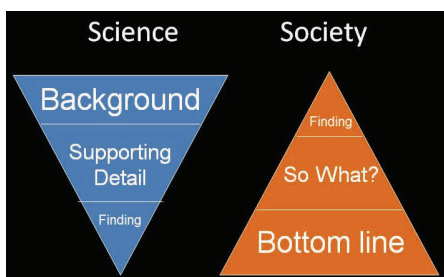 Science
Background
Supporting
Detail
Finding
Society
Finding
So What?
Bottom line